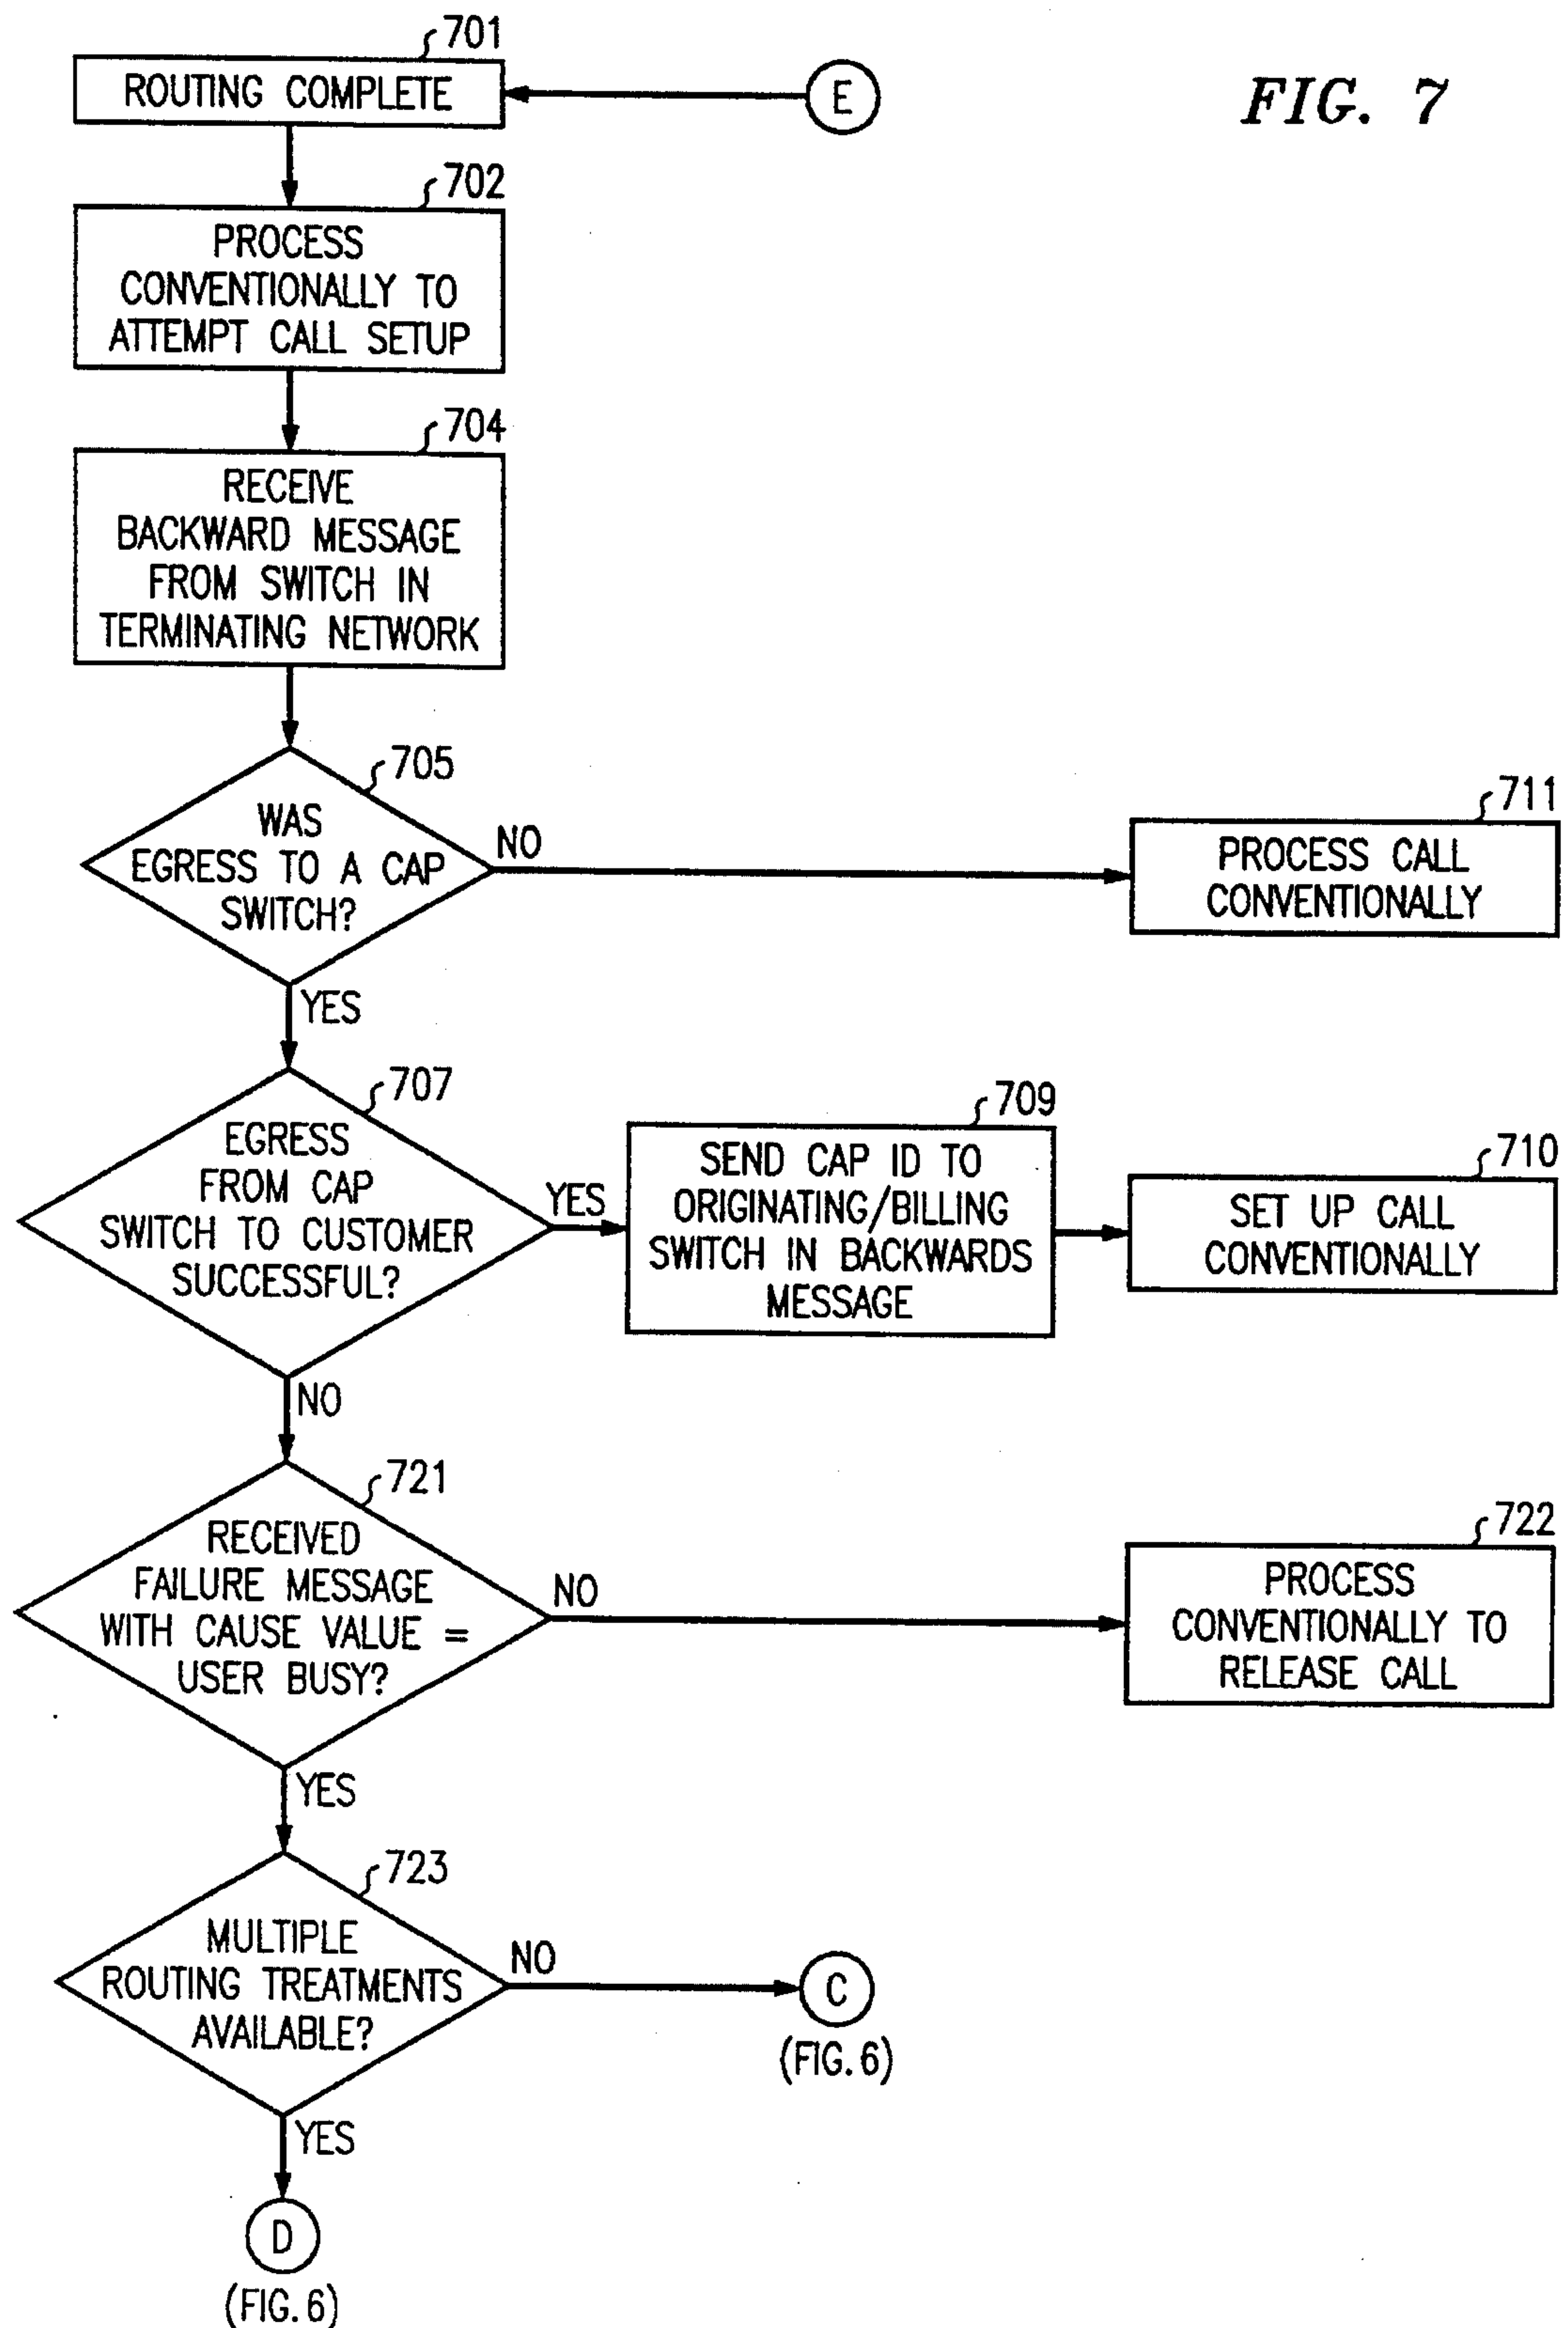 701
ROUTING COMPLETE
E
FIG. 7
702
PROCESS
CONVENTIONALLY TO
ATTEMPT CALL SETUP
704
RECEIVE
BACKWARD MESSAGE
FROM SWITCH IN
TERMINATING NETWORK
705
WAS
EGRESS TO A CAP
SWITCH?
NO
711
PROCESS CALL
CONVENTIONALLY
YES
707
EGRESS
FROM CAP
SWITCH TO CUSTOMER
SUCCESSFUL?
YES
709
SEND CAP ID TO
ORIGINATING/BILLING
SWITCH IN BACKWARDS
MESSAGE
710
SET UP CALL
CONVENTIONALLY
NO
721
RECEIVED
FAILURE MESSAGE
WITH CAUSE VALUE =
USER BUSY?
NO
722
PROCESS
CONVENTIONALLY TO
RELEASE CALL
YES
723
MULTIPLE
ROUTING TREATMENTS
AVAILABLE?
NO
C
(FIG. 6)
YES
D
(FIG. 6)